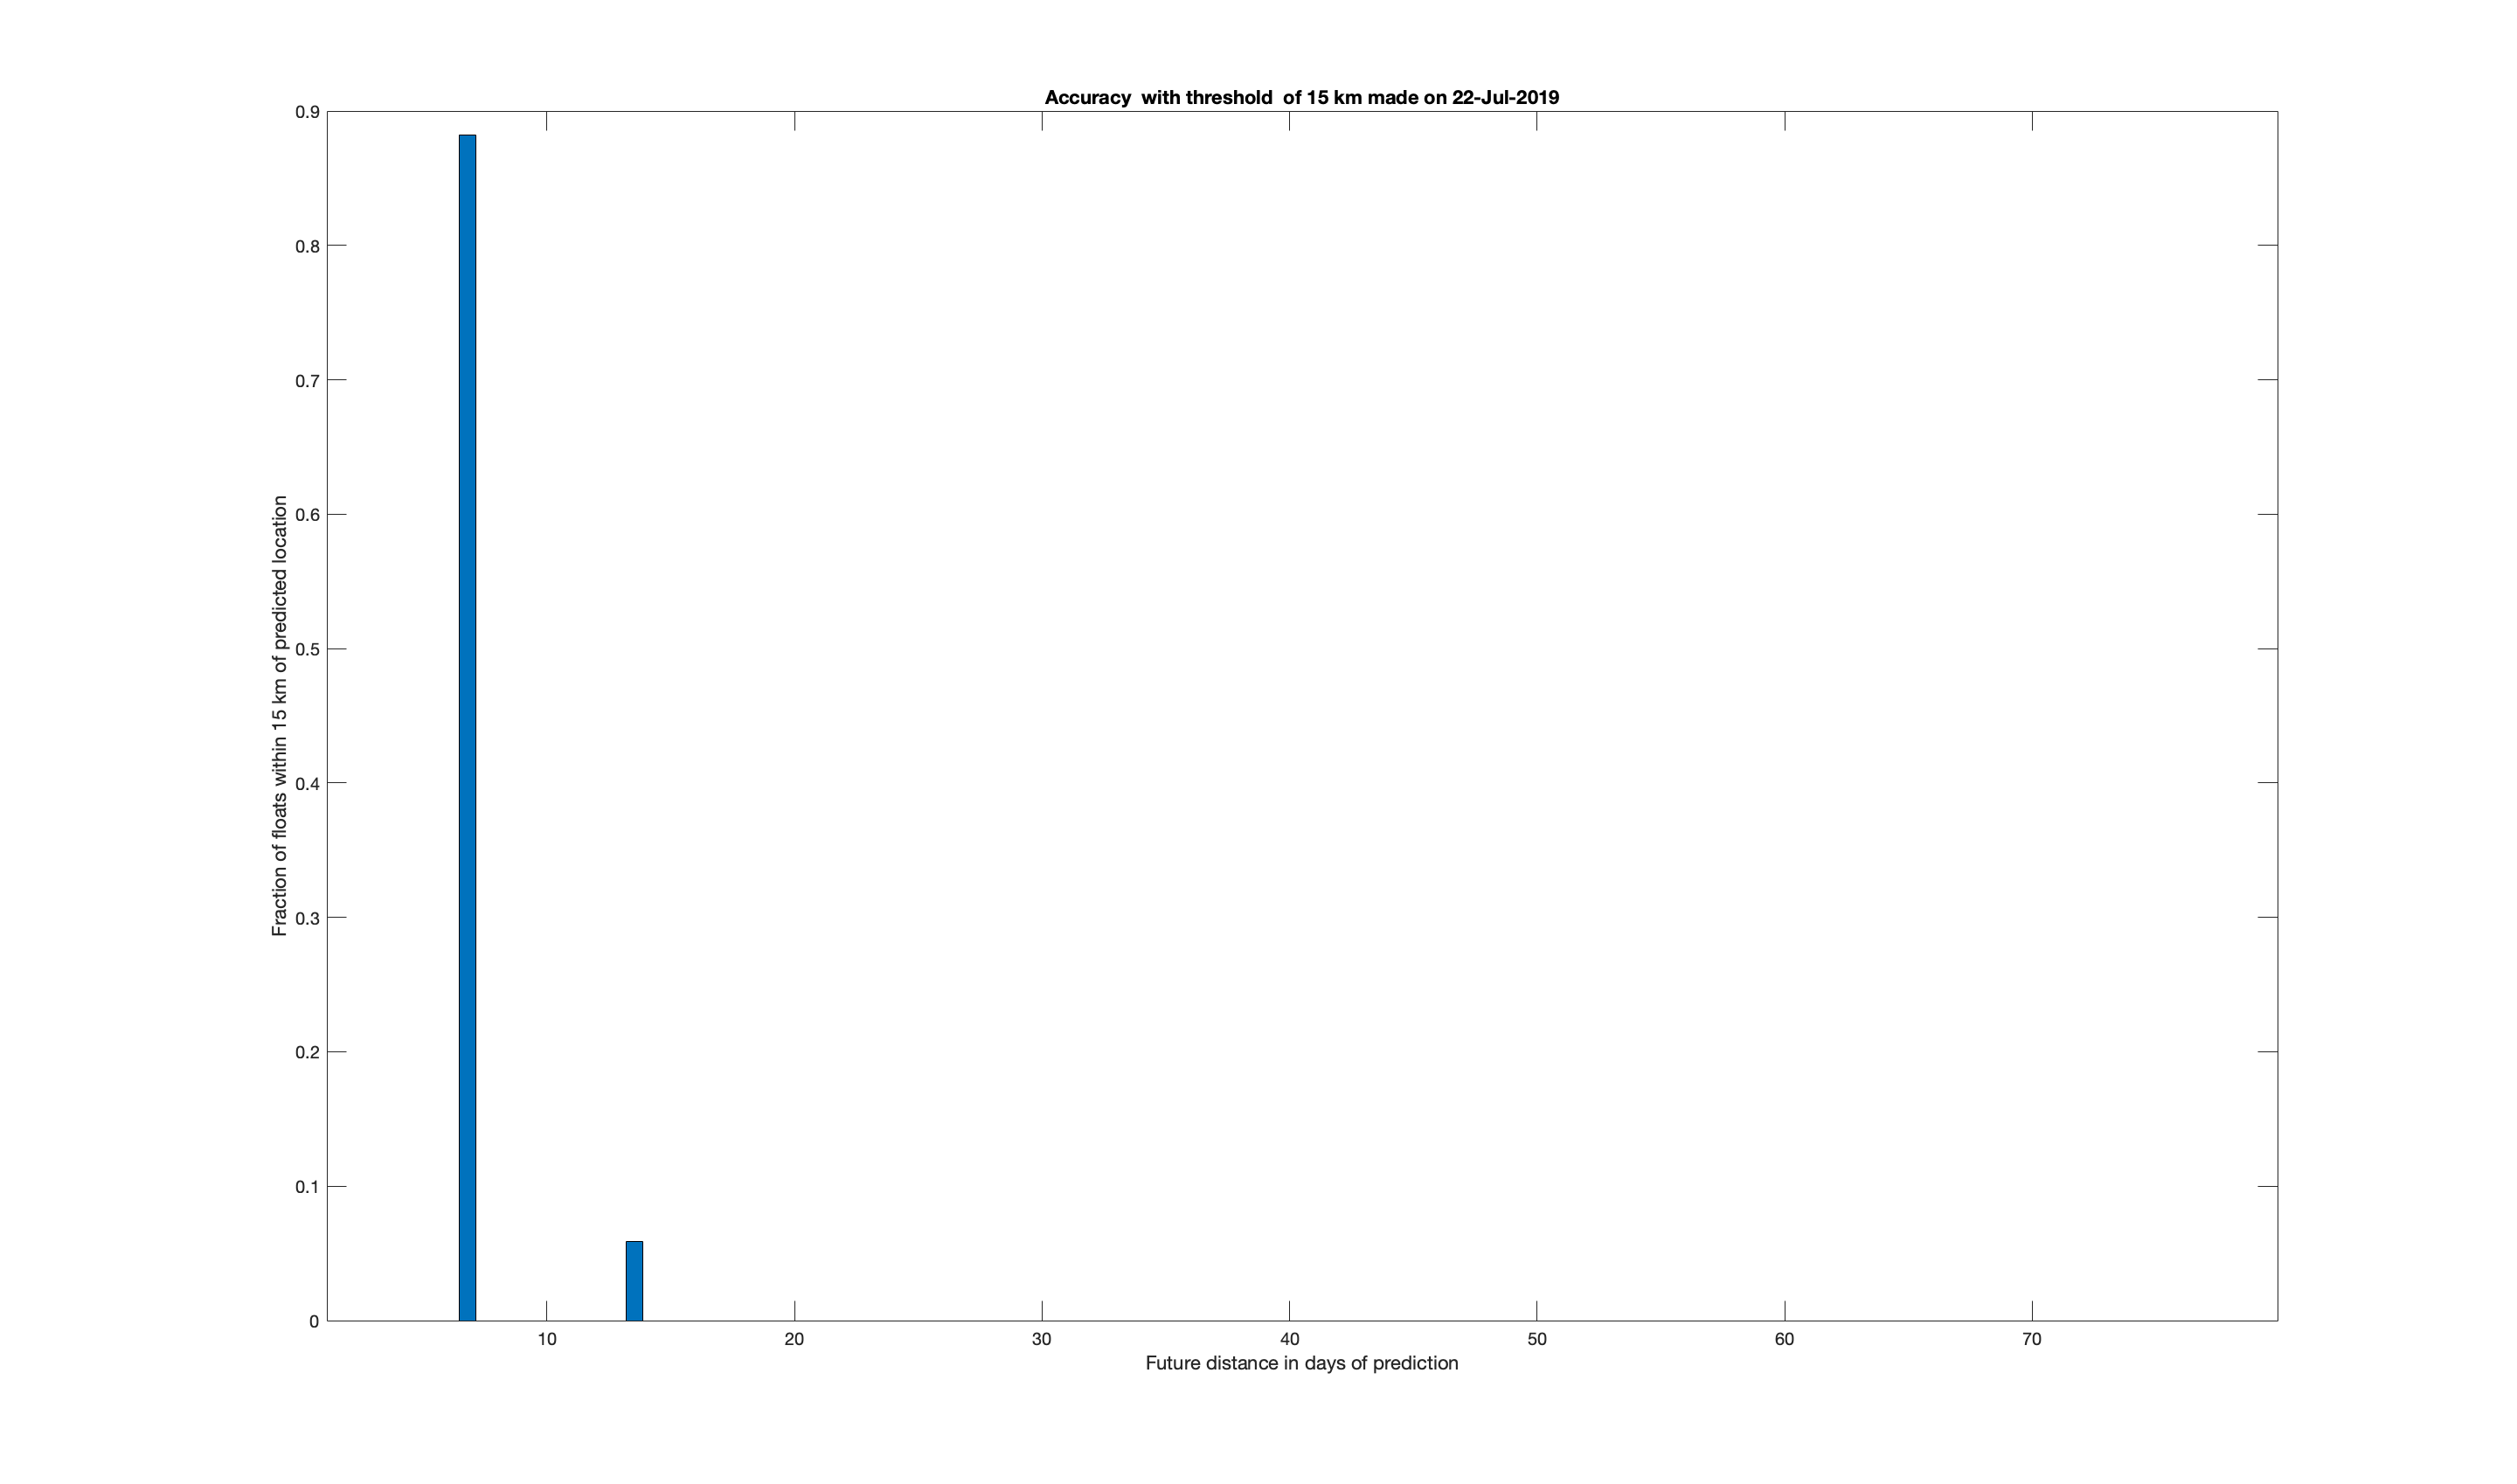 Accuracy  with threshold  of 15 km made on 22-Jul-2019
Fraction of floats within 15 km of predicted location
0.9
0.8
0.7
0.6
0.5
0.4
0.3
0.2
0.1
0
10 20 30 40 50 60 70
Future distance in days of prediction